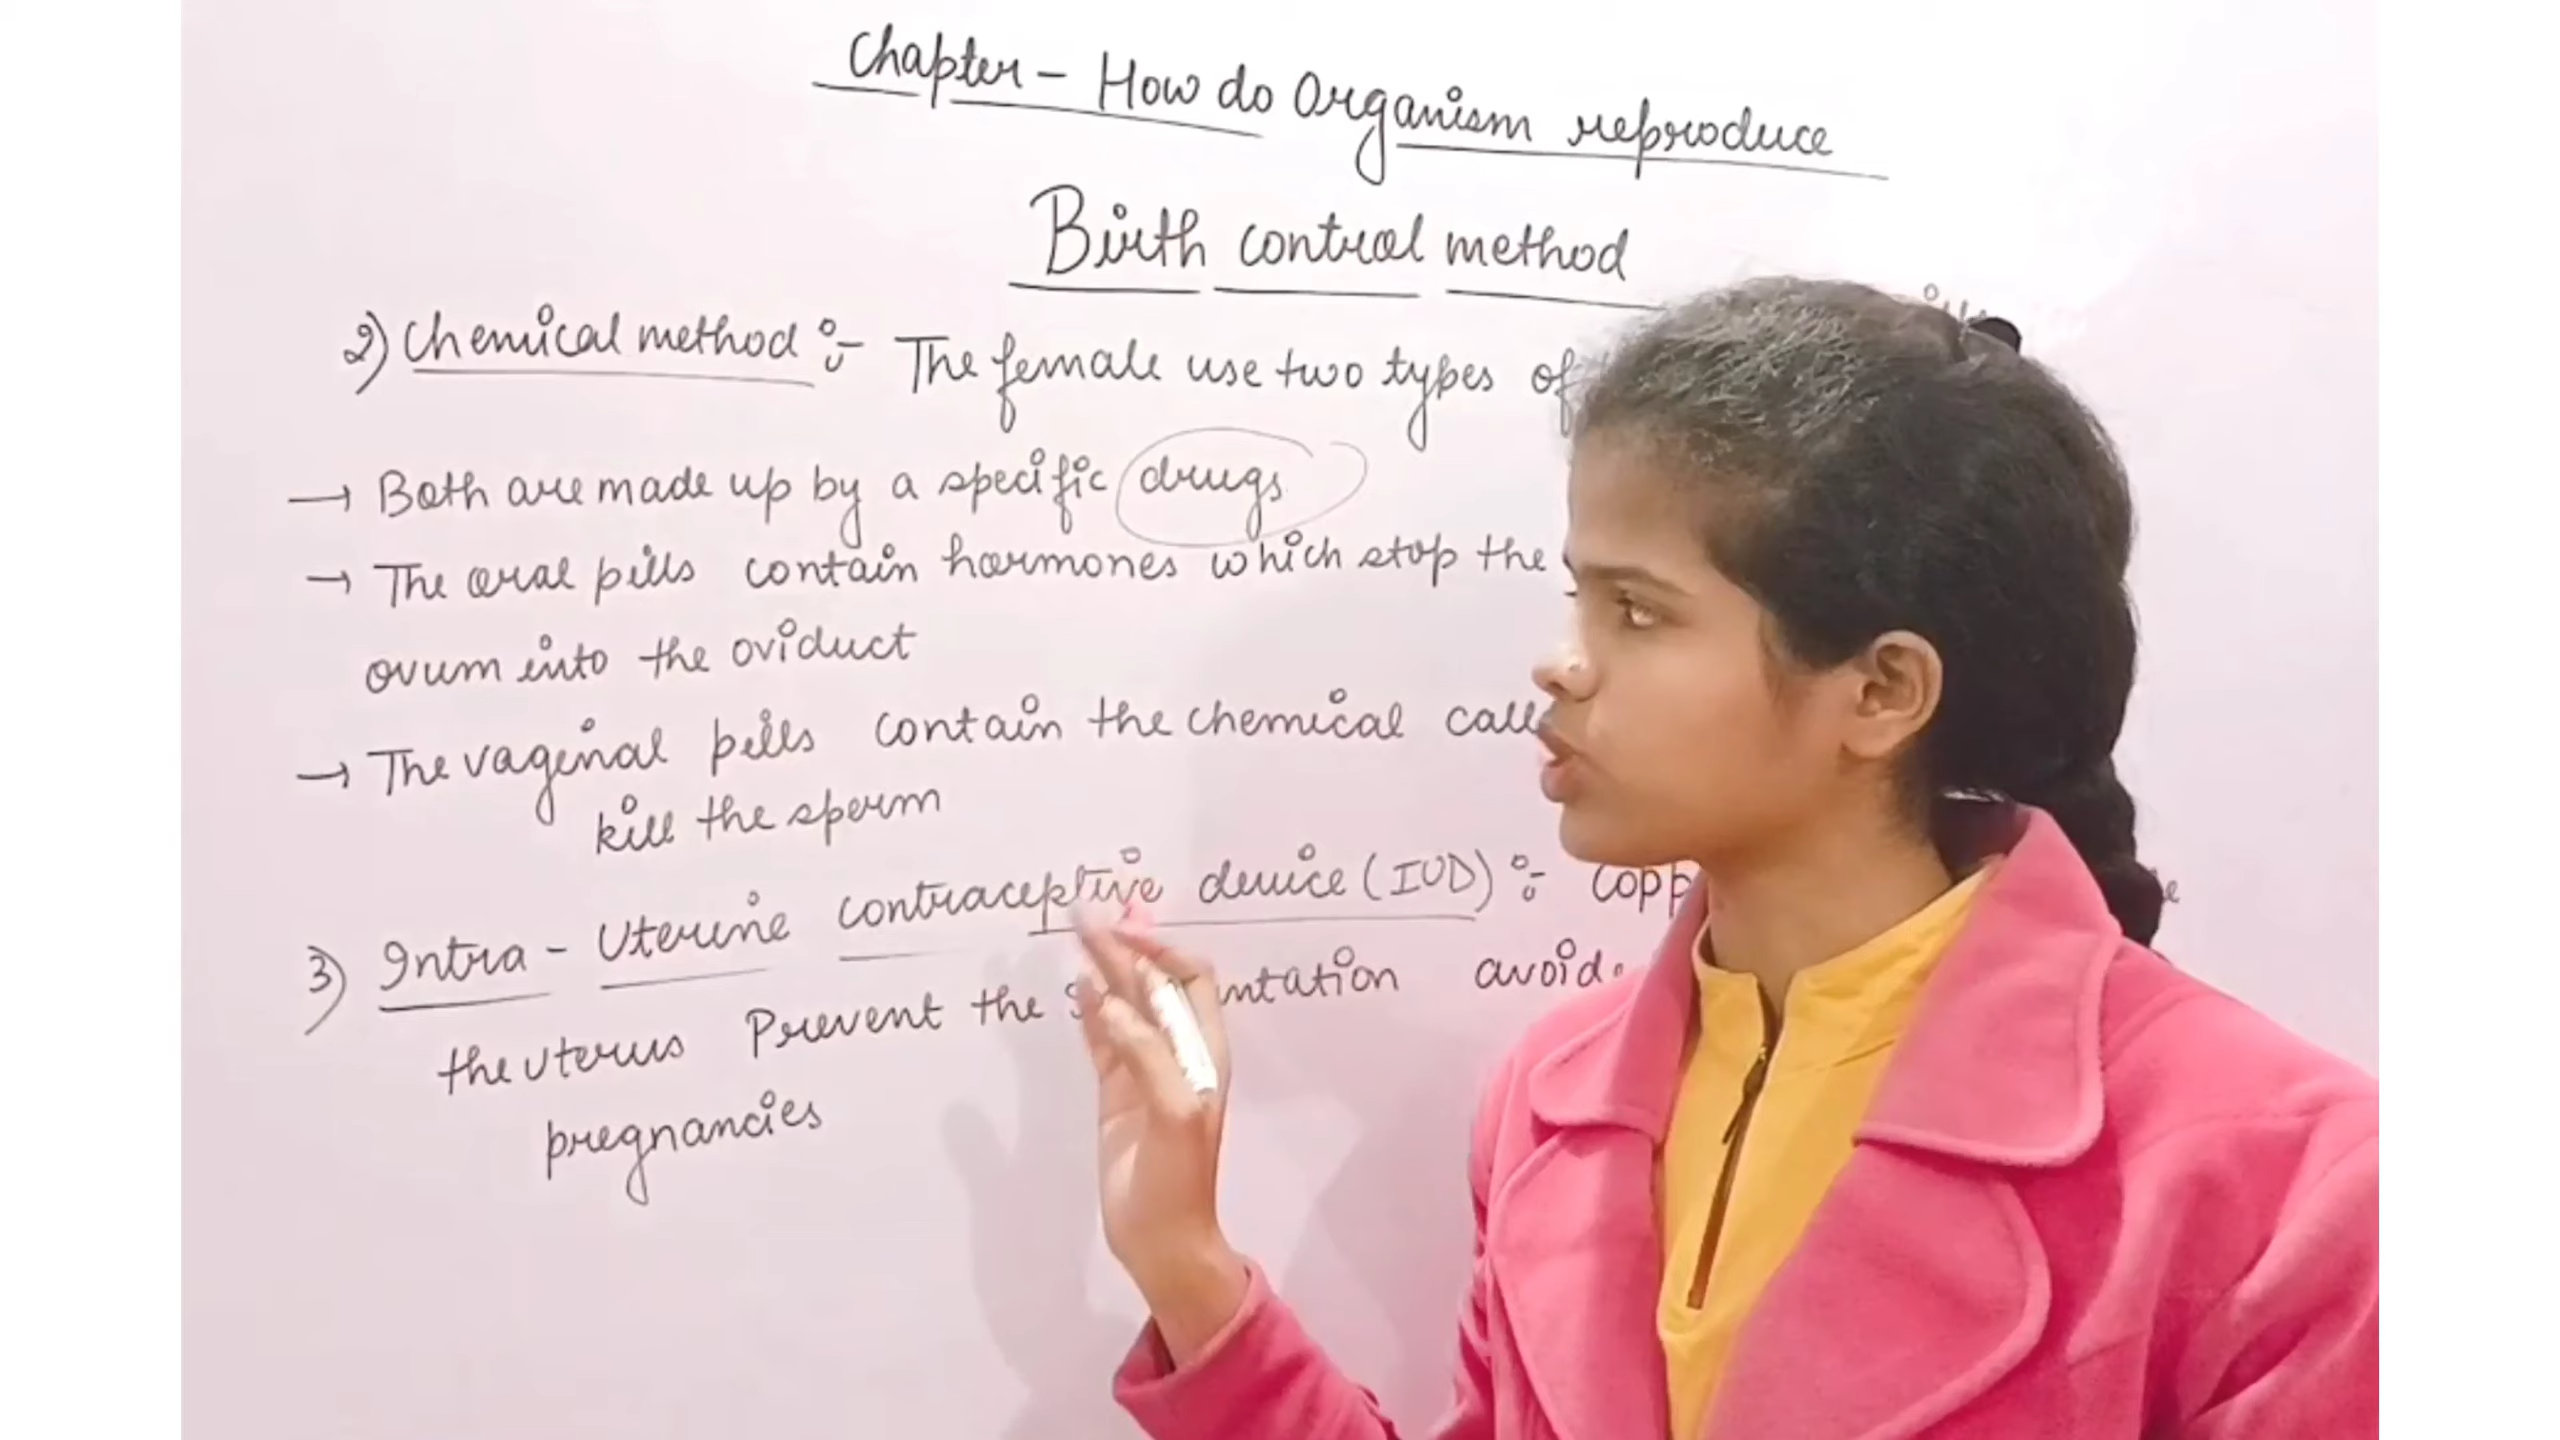 Chapter - How do Organism reproduce
Birth control method
2) Chemical method :- The female use two types of
→ Both are made up by a specific drugs
→ The oral pills contain hormones which stop the
ovum into the oviduct
→ The vaginal pills contain the chemical
kill the sperm
3) Intra - Uterine contraceptive device (IUD) :-
the uterus Prevent the avoid
pregnancies